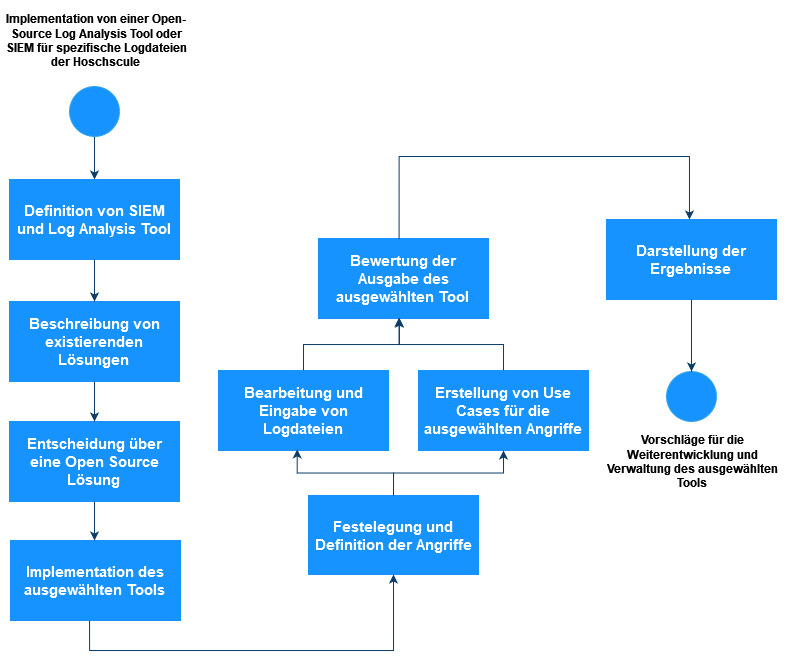 Implementation von einer Open-
Source Log Analysis Tool oder
SIEM für spezifische Logdateien
der Hoschscule
Definition von SIEM
und Log Analysis Tool
Beschreibung von
existierenden
Lösungen
Entscheidung über
eine Open Source
Lösung
Implementation des
ausgewählten Tools
Festelegung und
Definition der Angriffe
Bearbeitung und
Eingabe von
Logdateien
Erstellung von Use
Cases für die
ausgewählten Angriffe
Bewertung der
Ausgabe des
ausgewählten Tool
Darstellung der
Ergebnisse
Vorschläge für die
Weiterentwicklung und
Verwaltung des ausgewählten
Tools